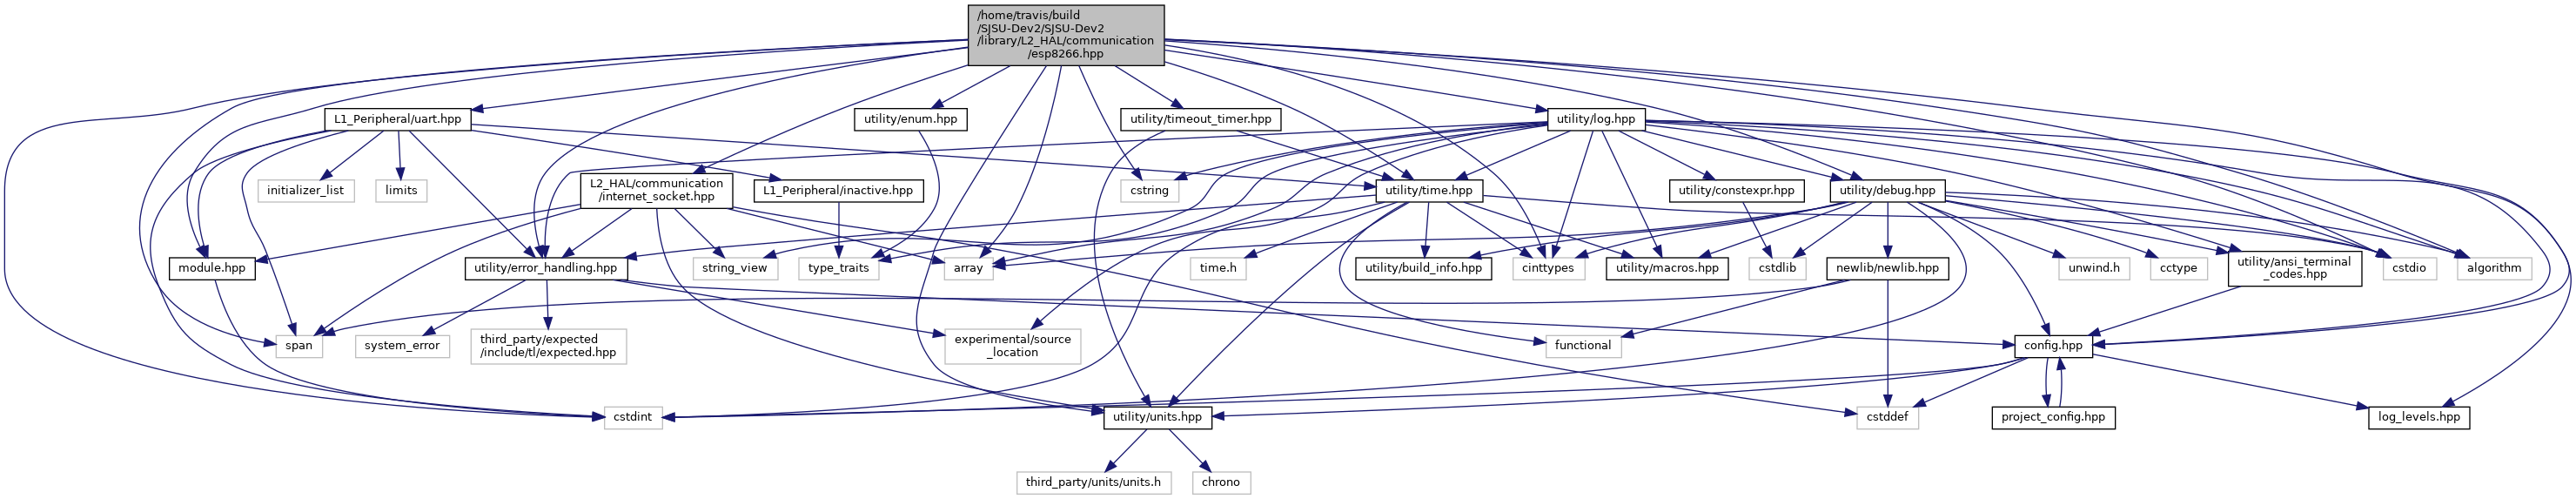 /home/travis/build
/SJSU-Dev2/SJSU-Dev2
/library/L2_HAL/communication
/esp8266.hpp
L1_Peripheral/uart.hpp
utility/enum.hpp
utility/timeout_timer.hpp
utility/log.hpp
initializer_list
limits
L2_HAL/communication
/internet_socket.hpp
L1_Peripheral/inactive.hpp
cstring
utility/time.hpp
utility/constexpr.hpp
utility/debug.hpp
module.hpp
utility/error_handling.hpp
string_view
type_traits
array
time.h
utility/build_info.hpp
cinttypes
utility/macros.hpp
cstdlib
newlib/newlib.hpp
unwind.h
cctype
utility/ansi_terminal
_codes.hpp
cstdio
algorithm
span
system_error
third_party/expected
/include/tl/expected.hpp
experimental/source
_location
functional
config.hpp
cstdint
utility/units.hpp
cstddef
project_config.hpp
log_levels.hpp
third_party/units/units.h
chrono